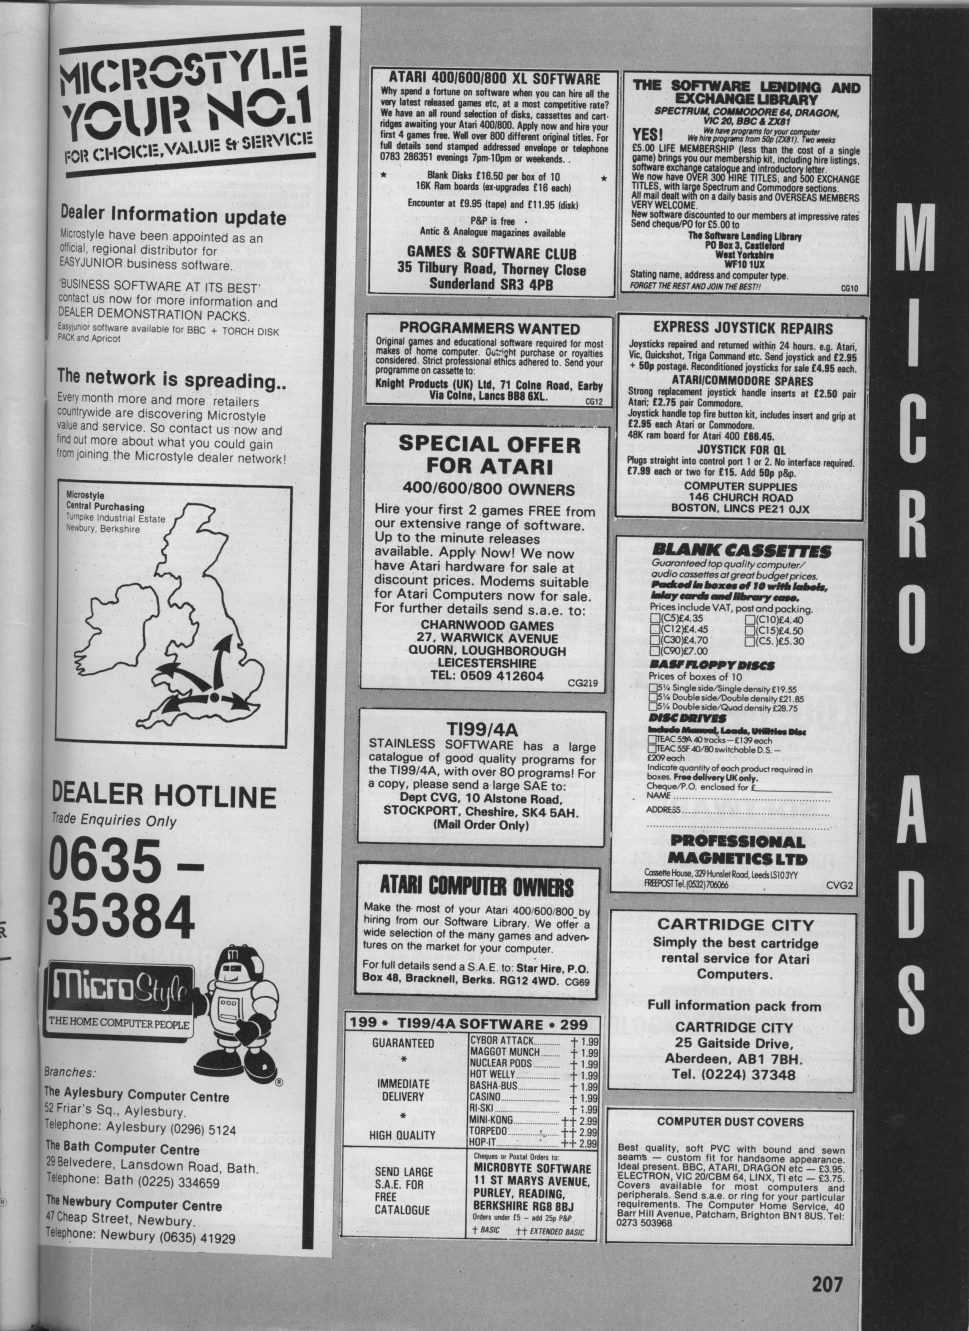 MICROSTYLE
YOUR NO.1
FOR CHOICE, VALUE & SERVICE
Dealer Information update
Microstyle have been appointed as an
official, regional distributor for
EASYJUNIOR business software.
'BUSINESS SOFTWARE AT ITS BEST'
contact us now for more information and
DEALER DEMONSTRATION PACKS.
Easyjunior software available for BBC + TORCH DISK
PACK and Apricot
The network is spreading..
Every month more and more retailers
countrywide are discovering Microstyle
value and service. So contact us now and
find out more about what you could gain
from joining the Microstyle dealer network!
Microstyle
Central Purchasing
Turnpike Industrial Estate
Newbury, Berkshire
DEALER HOTLINE
Trade Enquiries Only
0635 –
35384
MicroStyle
THE HOME COMPUTER PEOPLE
®
Branches:
The Aylesbury Computer Centre
52 Friar's Sq., Aylesbury.
Telephone: Aylesbury (0296) 5124
The Bath Computer Centre
29 Belvedere, Lansdown Road, Bath.
Telephone: Bath (0225) 334659
The Newbury Computer Centre
47 Cheap Street, Newbury.
Telephone: Newbury (0635) 41929
ATARI 400/600/800 XL SOFTWARE
Why spend a fortune on software when you can hire all the
very latest released games etc, at a most competitive rate?
We have an all round selection of disks, cassettes and cart-
ridges awaiting your Atari 400/800. Apply now and hire your
first 4 games free. Well over 800 different original titles. For
full details send stamped addressed envelope or telephone
0783 286351 evenings 7pm-10pm or weekends. .
* Blank Disks £16.50 per box of 10 *
16K Ram boards (ex-upgrades £16 each)
Encounter at £9.95 (tape) and £11.95 (disk)
P&P is free
Antic & Analogue magazines available
GAMES & SOFTWARE CLUB
35 Tilbury Road, Thorney Close
Sunderland SR3 4PB
PROGRAMMERS WANTED
Original games and educational software required for most
makes of home computer. Outright purchase or royalties
considered. Strict professional ethics adhered to. Send your
programme on cassette to:
Knight Products (UK) Ltd, 71 Colne Road, Earby
Via Colne, Lancs BB8 6XL. CG12
SPECIAL OFFER
FOR ATARI
400/600/800 OWNERS
Hire your first 2 games FREE from
our extensive range of software.
Up to the minute releases
available. Apply Now! We now
have Atari hardware for sale at
discount prices. Modems suitable
for Atari Computers now for sale.
For further details send s.a.e. to:
CHARNWOOD GAMES
27, WARWICK AVENUE
QUORN, LOUGHBOROUGH
LEICESTERSHIRE
TEL: 0509 412604 CG219
TI99/4A
STAINLESS SOFTWARE has a large
catalogue of good quality programs for
the TI99/4A, with over 80 programs! For
a copy, please send a large SAE to:
Dept CVG, 10 Alstone Road,
STOCKPORT, Cheshire, SK4 5AH.
(Mail Order Only)
ATARI COMPUTER OWNERS
Make the most of your Atari 400/600/800 by
hiring from our Software Library. We offer a
wide selection of the many games and adven-
tures on the market for your computer.
For full details send a S.A.E. to: Star Hire, P.O.
Box 48, Bracknell, Berks. RG12 4WD. CG69
199 * TI99/4A SOFTWARE * 299
GUARANTEED
*
IMMEDIATE
DELIVERY
*
HIGH QUALITY
CYBOR ATTACK.......... † 1.99
MAGGOT MUNCH.......... † 1.99
NUCLEAR PODS.......... † 1.99
HOT WELLY.......... † 1.99
BASHA-BUS.......... † 1.99
CASINO.......... † 1.99
RI-SKI.......... † 1.99
MINI-KONG.......... †† 2.99
TORPEDO.......... †† 2.99
HOP-IT.......... †† 2.99
SEND LARGE
S.A.E. FOR
FREE
CATALOGUE
Cheques or Postal Orders to:
MICROBYTE SOFTWARE
11 ST MARYS AVENUE,
PURLEY, READING,
BERKSHIRE RG8 8BJ
Orders under £5 – add 25p P&P
† BASIC †† EXTENDED BASIC
THE SOFTWARE LENDING AND
EXCHANGE LIBRARY
SPECTRUM, COMMODORE 64, DRAGON,
VIC 20, BBC & ZX81
YES! We have programs for your computer
We hire programs from 50p (ZX81). Two weeks
£5.00 LIFE MEMBERSHIP (less than the cost of a single
game) brings you our membership kit, including hire listings,
software exchange catalogue and introductory letter.
We now have OVER 300 HIRE TITLES, and 500 EXCHANGE
TITLES, with large Spectrum and Commodore sections.
All mail dealt with on a daily basis and OVERSEAS MEMBERS
VERY WELCOME.
New software discounted to our members at impressive rates
Send cheque/PO for £5.00 to
The Software Lending Library
PO Box 3, Castleford
West Yorkshire
WF10 1UX
Stating name, address and computer type.
FORGET THE REST AND JOIN THE BEST!! CG10
EXPRESS JOYSTICK REPAIRS
Joysticks repaired and returned within 24 hours. e.g. Atari,
Vic, Quickshot, Triga Command etc. Send joystick and £2.95
+ 50p postage. Reconditioned joysticks for sale £4.95 each.
ATARI/COMMODORE SPARES
Strong replacement joystick handle inserts at £2.50 pair
Atari; £2.75 pair Commodore.
Joystick handle top fire button kit, includes insert and grip at
£2.95 each Atari or Commodore.
48K ram board for Atari 400 £66.45.
JOYSTICK FOR QL
Plugs straight into control port 1 or 2. No interface required.
£7.99 each or two for £15. Add 50p p&p.
COMPUTER SUPPLIES
146 CHURCH ROAD
BOSTON, LINCS PE21 0JX
BLANK CASSETTES
Guaranteed top quality computer/
audio cassettes at great budget prices.
Packed in boxes of 10 with labels,
inlay cards and library case.
Prices include VAT, post and packing.
(C5)£4.35 (C10)£4.40
(C12)£4.45 (C15)£4.50
(C30)£4.70 (C5. )£5.30
(C90)£7.00
BASF FLOPPY DISCS
Prices of boxes of 10
5¼ Single side/Single density £19.55
5¼ Double side/Double density £21.85
5¼ Double side/Quad density £28.75
DISC DRIVES
Include Manual, Leads, Utilities Disc
TEAC 55A 40 tracks – £139 each
TEAC 55F 40/80 switchable D.S. –
£209 each
Indicate quantity of each product required in
boxes. Free delivery UK only.
Cheque/P.O. enclosed for £
NAME
ADDRESS
PROFESSIONAL
MAGNETICS LTD
Cassette House, 329 Hunslet Road, Leeds LS10 3YY
FREEPOST Tel. (0532) 706066 CVG2
CARTRIDGE CITY
Simply the best cartridge
rental service for Atari
Computers.
Full information pack from
CARTRIDGE CITY
25 Gaitside Drive,
Aberdeen, AB1 7BH.
Tel. (0224) 37348
COMPUTER DUST COVERS
Best quality, soft PVC with bound and sewn
seams – custom fit for handsome appearance.
Ideal present. BBC, ATARI, DRAGON etc – £3.95.
ELECTRON, VIC 20/CBM 64, LINX, TI etc – £3.75.
Covers available for most computers and
peripherals. Send s.a.e. or ring for your particular
requirements. The Computer Home Service, 40
Barr Hill Avenue, Patcham, Brighton BN1 8US. Tel:
0273 503968
MICRO ADS
207